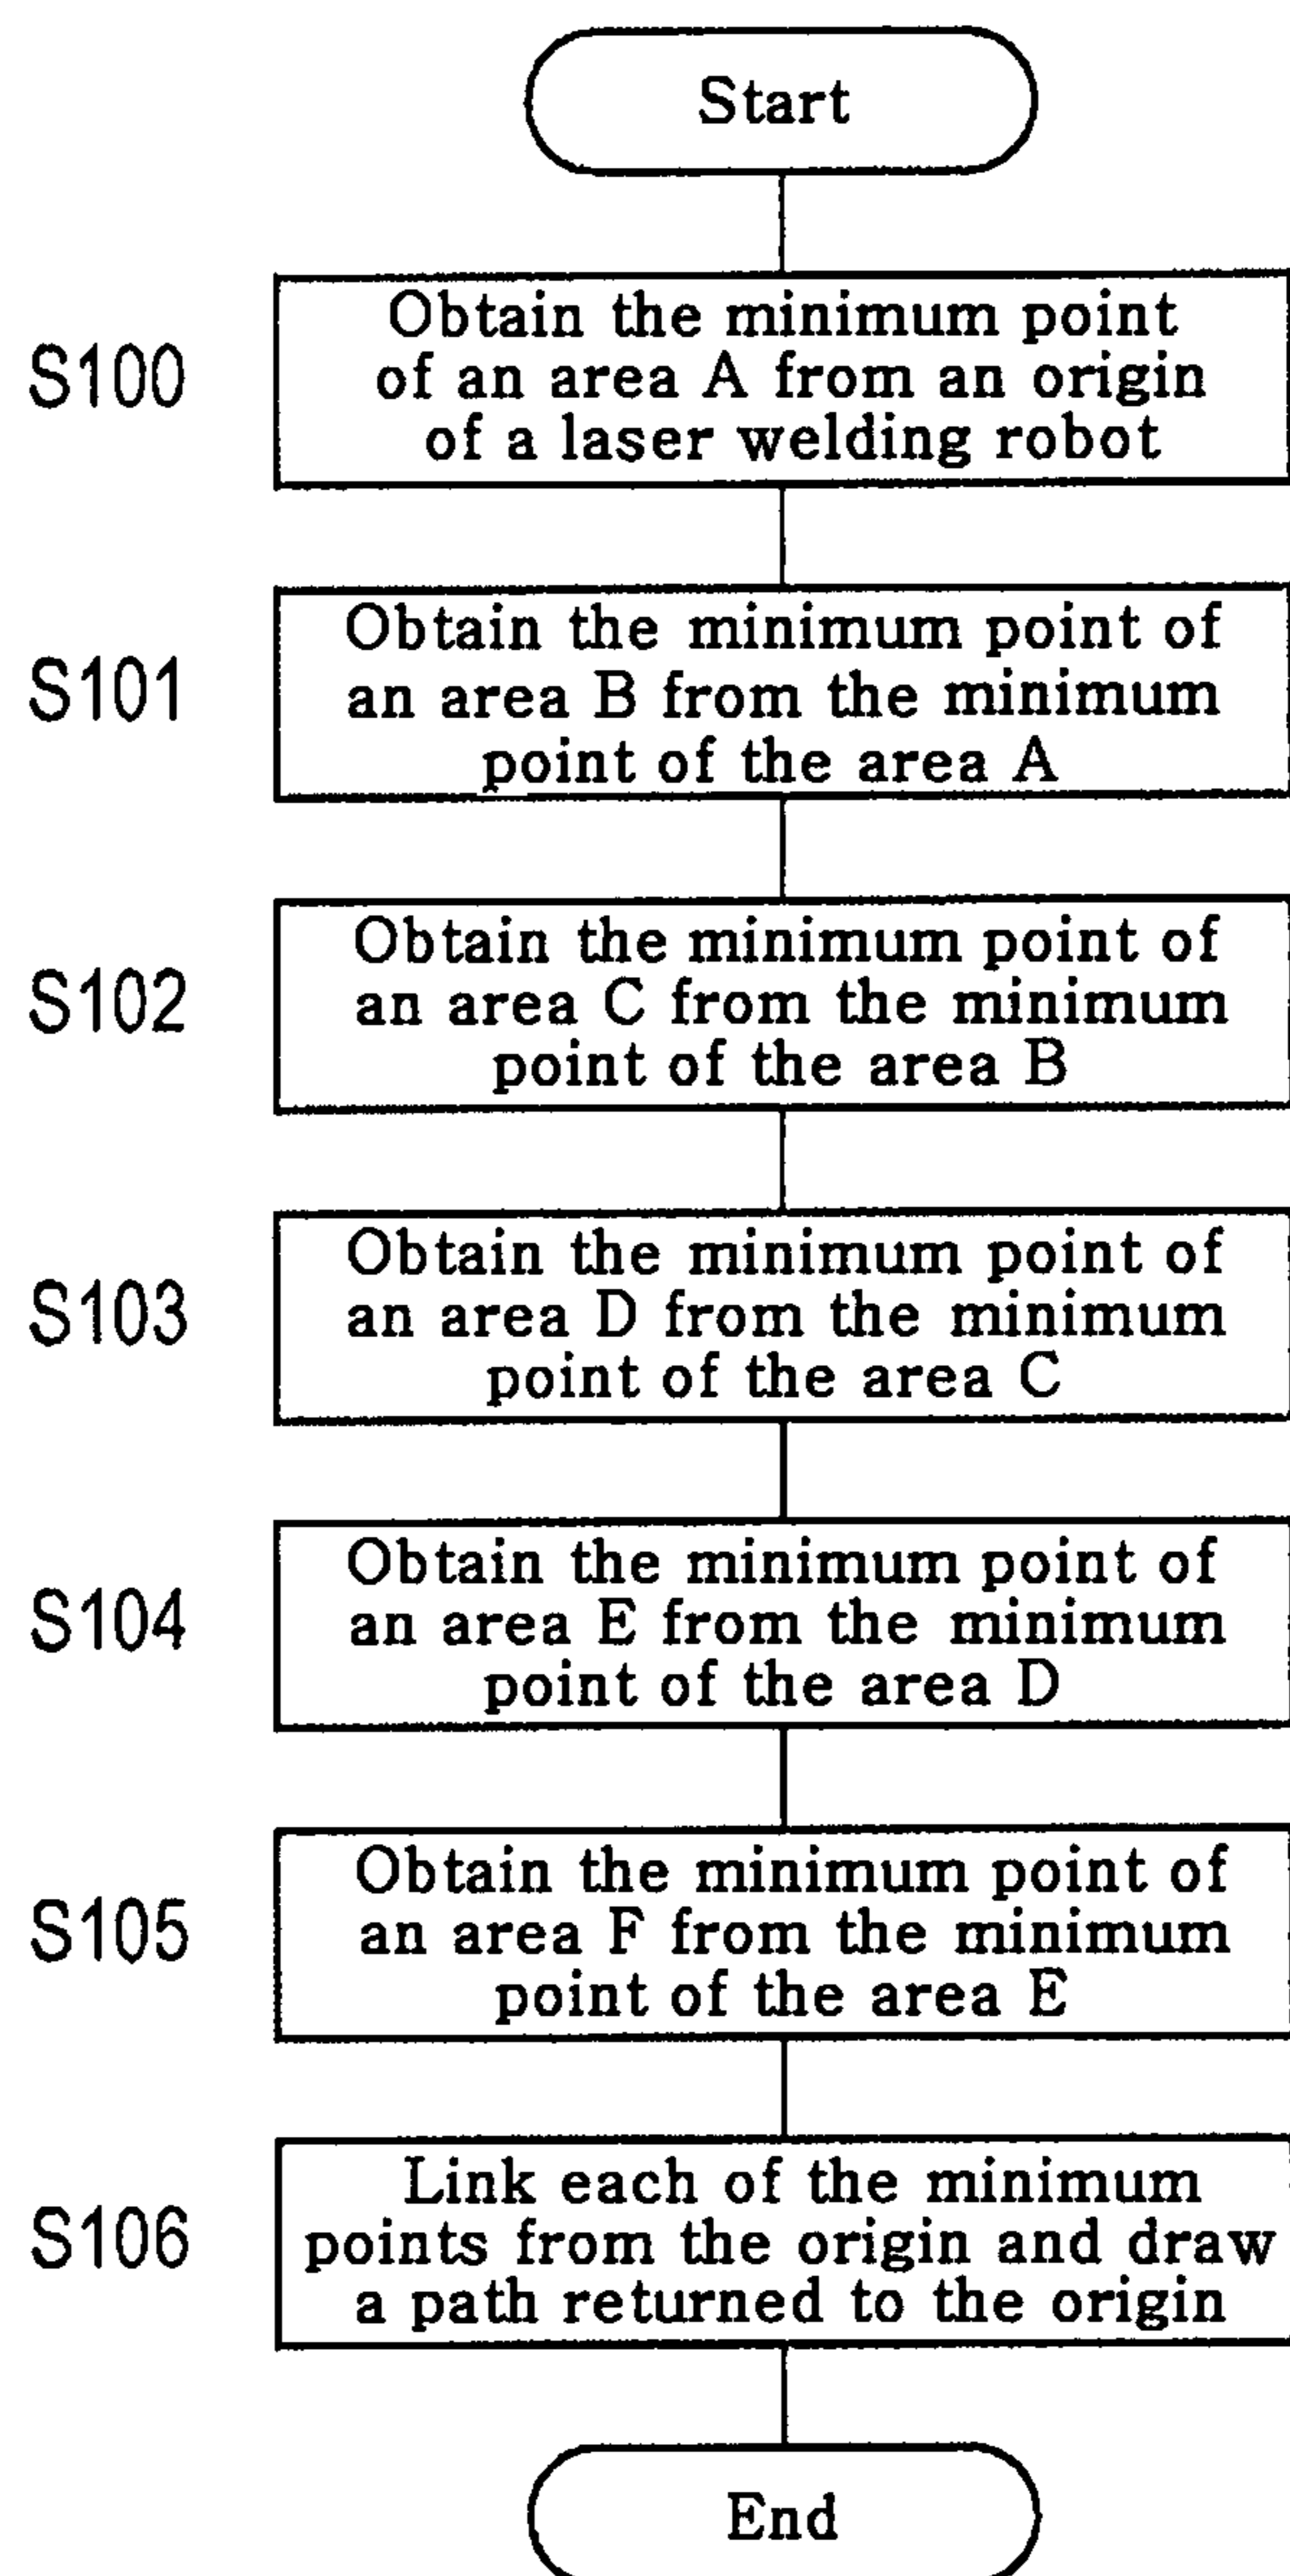 Start
S100
Obtain the minimum point
of an area A from an origin
of a laser welding robot
S101
Obtain the minimum point of
an area B from the minimum
point of the area A
S102
Obtain the minimum point of
an area C from the minimum
point of the area B
S103
Obtain the minimum point of
an area D from the minimum
point of the area C
S104
Obtain the minimum point of
an area E from the minimum
point of the area D
S105
Obtain the minimum point of
an area F from the minimum
point of the area E
S106
Link each of the minimum
points from the origin and draw
a path returned to the origin
End